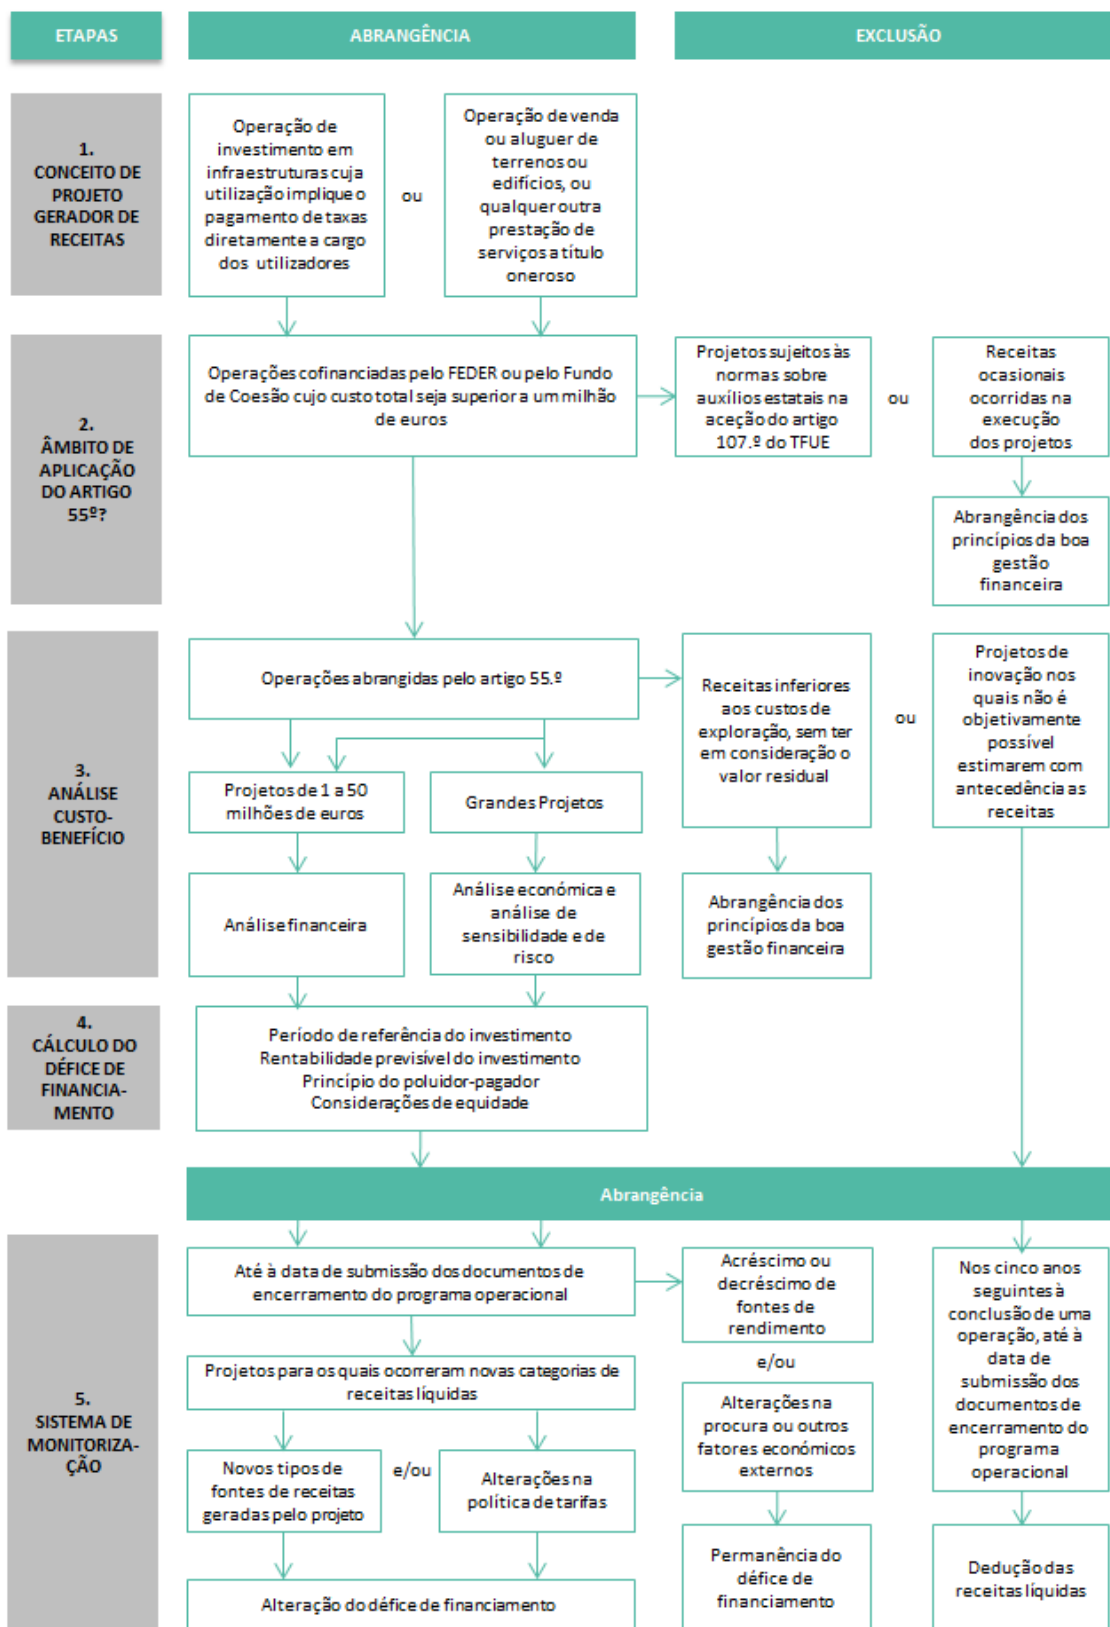 ETAPAS
ABRANGÊNCIA
EXCLUSÃO
1.
CONCEITO DE
PROJETO
GERADOR DE
RECEITAS
Operação de
investimento em
infraestruturas cuja
utilização implique o
pagamento de taxas
diretamente a cargo
dos utilizadores
ou
Operação de venda
ou aluguer de
terrenos ou
edifícios, ou
qualquer outra
prestação de
serviços a título
oneroso
2.
ÂMBITO DE
APLICAÇÃO
DO ARTIGO
55º?
Operações cofinanciadas pelo FEDER ou pelo Fundo
de Coesão cujo custo total seja superior a um milhão
de euros
Projetos sujeitos às
normas sobre
auxílios estatais na
aceção do artigo
107.º do TFUE
ou
Receitas
ocasionais
ocorridas na
execução
dos projetos
Abrangência dos
princípios da boa
gestão
financeira
3.
ANÁLISE
CUSTO-
BENEFÍCIO
Operações abrangidas pelo artigo 55.º
Receitas inferiores
aos custos de
exploração, sem ter
em consideração o
valor residual
ou
Projetos de
inovação nos
quais não é
objetivamente
possível
estimarem com
antecedência as
receitas
Projetos de 1 a 50
milhões de euros
Grandes Projetos
Análise financeira
Análise económica e
análise de
sensibilidade e de
risco
Abrangência dos
princípios da boa
gestão financeira
4.
CÁLCULO DO
DÉFICE DE
FINANCIA-
MENTO
Período de referência do investimento
Rentabilidade previsível do investimento
Princípio do poluidor-pagador
Considerações de equidade
Abrangência
5.
SISTEMA DE
MONITORIZA-
ÇÃO
Até à data de submissão dos documentos de
encerramento do programa operacional
Acréscimo ou
decréscimo de
fontes de
rendimento
Nos cinco anos
seguintes à
conclusão de uma
operação, até à
data de
submissão dos
documentos de
encerramento do
programa
operacional
e/ou
Projetos para os quais ocorreram novas categorias de
receitas líquidas
Alterações na
procura ou outros
fatores económicos
externos
Novos tipos de
fontes de receitas
geradas pelo projeto
e/ou
Alterações na
política de tarifas
Alteração do défice de financiamento
Permanência do
défice de
financiamento
Dedução das
receitas líquidas